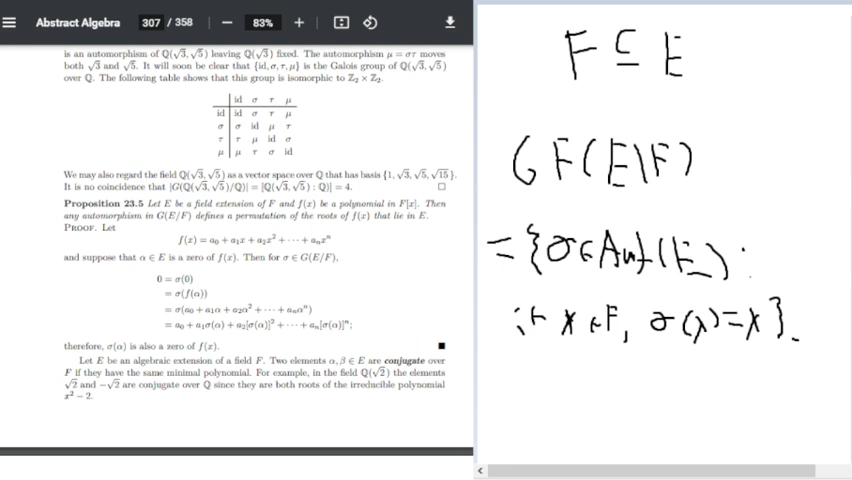 Abstract Algebra
307 / 358
83%
is an automorphism of ℚ(√3, √5) leaving ℚ(√3) fixed. The automorphism μ = στ moves
both √3 and √5. It will soon be clear that {id, σ, τ, μ} is the Galois group of ℚ(√3, √5)
over ℚ. The following table shows that this group is isomorphic to ℤ₂ × ℤ₂.
id σ τ μ
id id σ τ μ
σ σ id μ τ
τ τ μ id σ
μ μ τ σ id
We may also regard the field ℚ(√3, √5) as a vector space over ℚ that has basis {1, √3, √5, √15}.
It is no coincidence that |G(ℚ(√3, √5)/ℚ)| = [ℚ(√3, √5) : ℚ)] = 4. □
Proposition 23.5 Let E be a field extension of F and f(x) be a polynomial in F[x]. Then
any automorphism in G(E/F) defines a permutation of the roots of f(x) that lie in E.
PROOF. Let
f(x) = a₀ + a₁x + a₂x² + ··· + aₙxⁿ
and suppose that α ∈ E is a zero of f(x). Then for σ ∈ G(E/F),
0 = σ(0)
= σ(f(α))
= σ(a₀ + a₁α + a₂α² + ··· + aₙαⁿ)
= a₀ + a₁σ(α) + a₂[σ(α)]² + ··· + aₙ[σ(α)]ⁿ;
therefore, σ(α) is also a zero of f(x). ■
Let E be an algebraic extension of a field F. Two elements α, β ∈ E are conjugate over
F if they have the same minimal polynomial. For example, in the field ℚ(√2) the elements
√2 and −√2 are conjugate over ℚ since they are both roots of the irreducible polynomial
x² − 2.
F ⊆ E
GF(E\F)
= {σ ∈ Aut(E) :
if x ∈ F, σ(x) = x}.